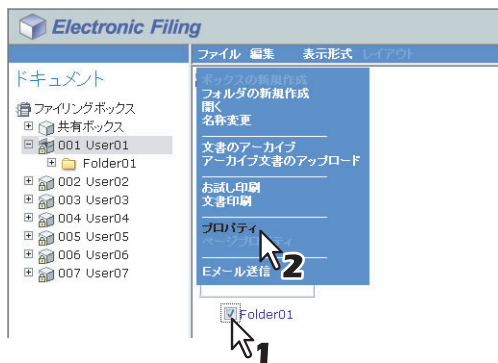 Electronic Filing
ファイル 編集 表示形式 レイアウト
ドキュメント
ファイリングボックス
共有ボックス
001 User01
Folder01
002 User02
003 User03
004 User04
005 User05
006 User06
007 User07
ボックスの新規作成
フォルダの新規作成
開く
名称変更
文書のアーカイブ
アーカイブ文書のアップロード
お試し印刷
文書印刷
プロパティ
ページプロパティ
Eメール送信
2
Folder01
1